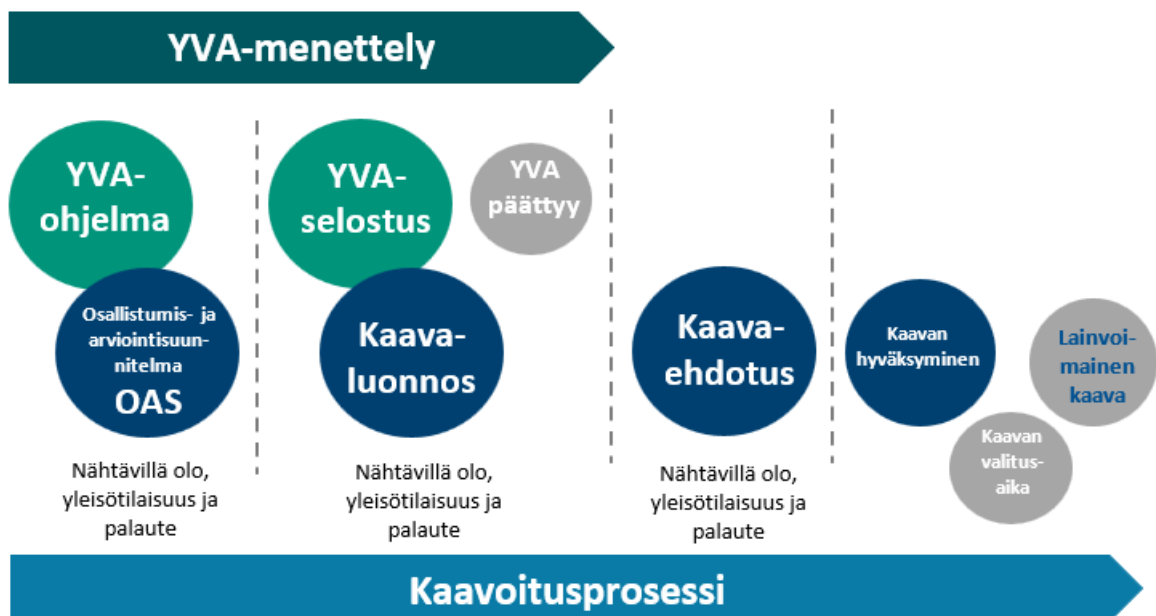 YVA-menettely
YVA-
ohjelma
Osallistumis- ja
arviointisuun-
nitelma
OAS
Nähtävillä olo,
yleisötilaisuus ja
palaute
YVA-
selostus
YVA
päättyy
Kaava-
luonnos
Nähtävillä olo,
yleisötilaisuus ja
palaute
Kaava-
ehdotus
Nähtävillä olo,
yleisötilaisuus ja
palaute
Kaavan
hyväksyminen
Kaavan
valitus-
aika
Lainvoi-
mainen
kaava
Kaavoitusprosessi